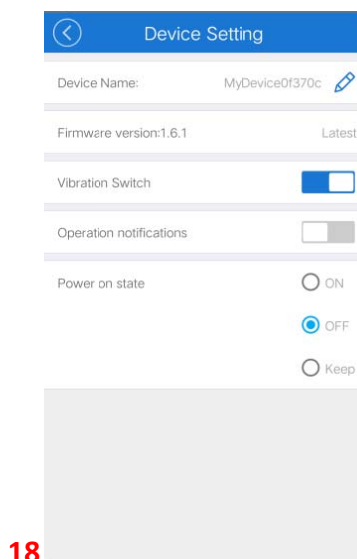 Device Setting
Device Name: MyDevice0f370c
Firmware version:1.6.1 Latest
Vibration Switch
Operation notifications
Power on state ON
OFF
Keep
18